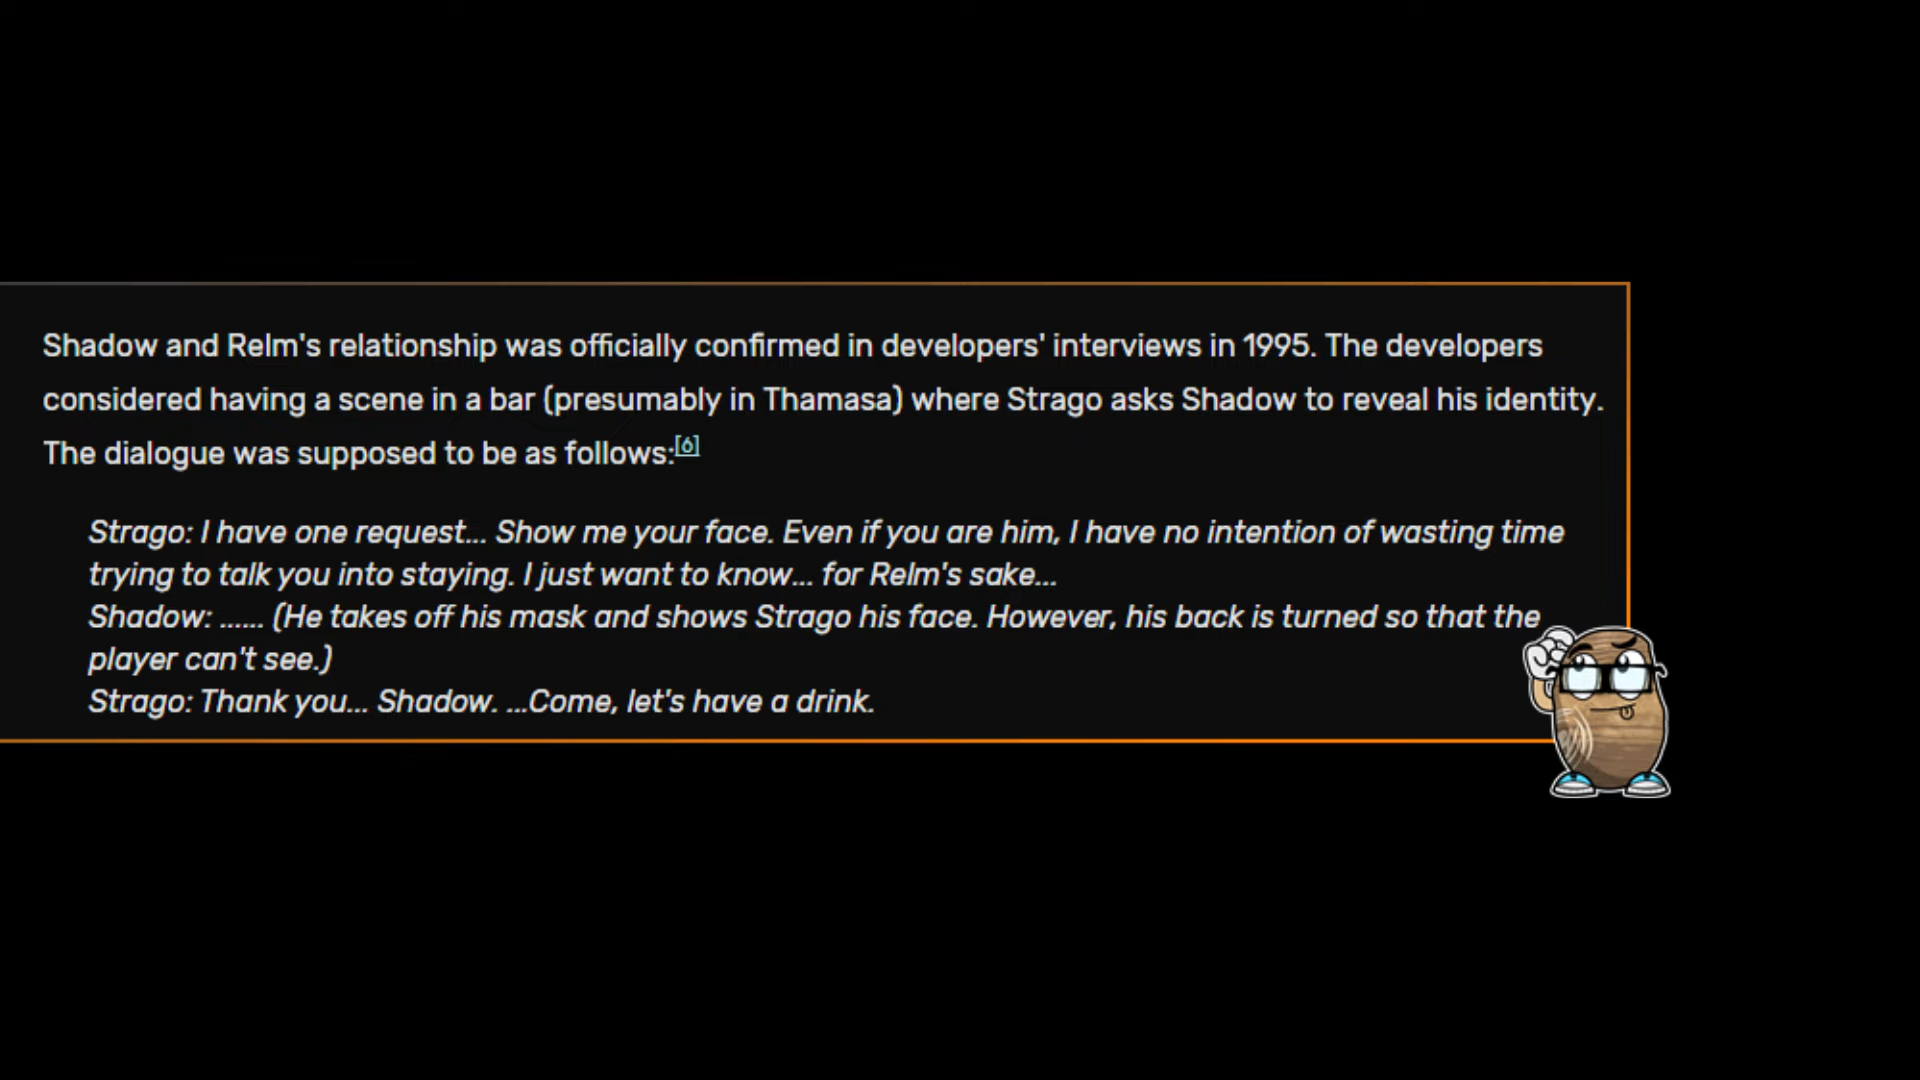 Shadow and Relm's relationship was officially confirmed in developers' interviews in 1995. The developers
considered having a scene in a bar (presumably in Thamasa) where Strago asks Shadow to reveal his identity.
The dialogue was supposed to be as follows:[6]
Strago: I have one request... Show me your face. Even if you are him, I have no intention of wasting time
trying to talk you into staying. I just want to know... for Relm's sake...
Shadow: ...... (He takes off his mask and shows Strago his face. However, his back is turned so that the
player can't see.)
Strago: Thank you... Shadow. ...Come, let's have a drink.